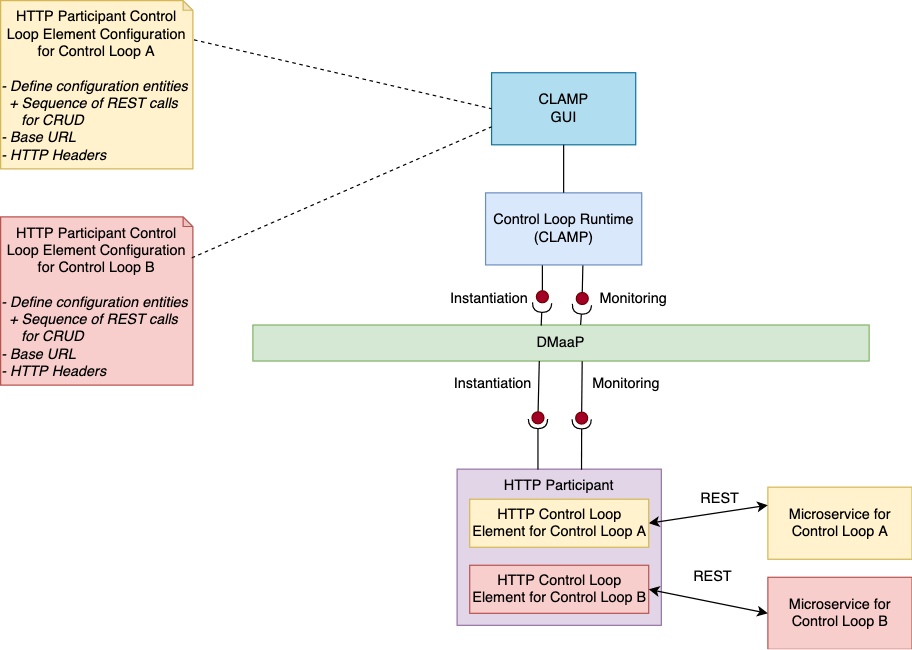 HTTP Participant Control
Loop Element Configuration
for Control Loop A
- Define configuration entities
+ Sequence of REST calls
for CRUD
- Base URL
- HTTP Headers
CLAMP
GUI
HTTP Participant Control
Loop Element Configuration
for Control Loop B
- Define configuration entities
+ Sequence of REST calls
for CRUD
- Base URL
- HTTP Headers
Control Loop Runtime
(CLAMP)
Instantiation
Monitoring
DMaaP
Instantiation
Monitoring
HTTP Participant
HTTP Control Loop
Element for Control Loop A
REST
Microservice for
Control Loop A
HTTP Control Loop
Element for Control Loop B
REST
Microservice for
Control Loop B